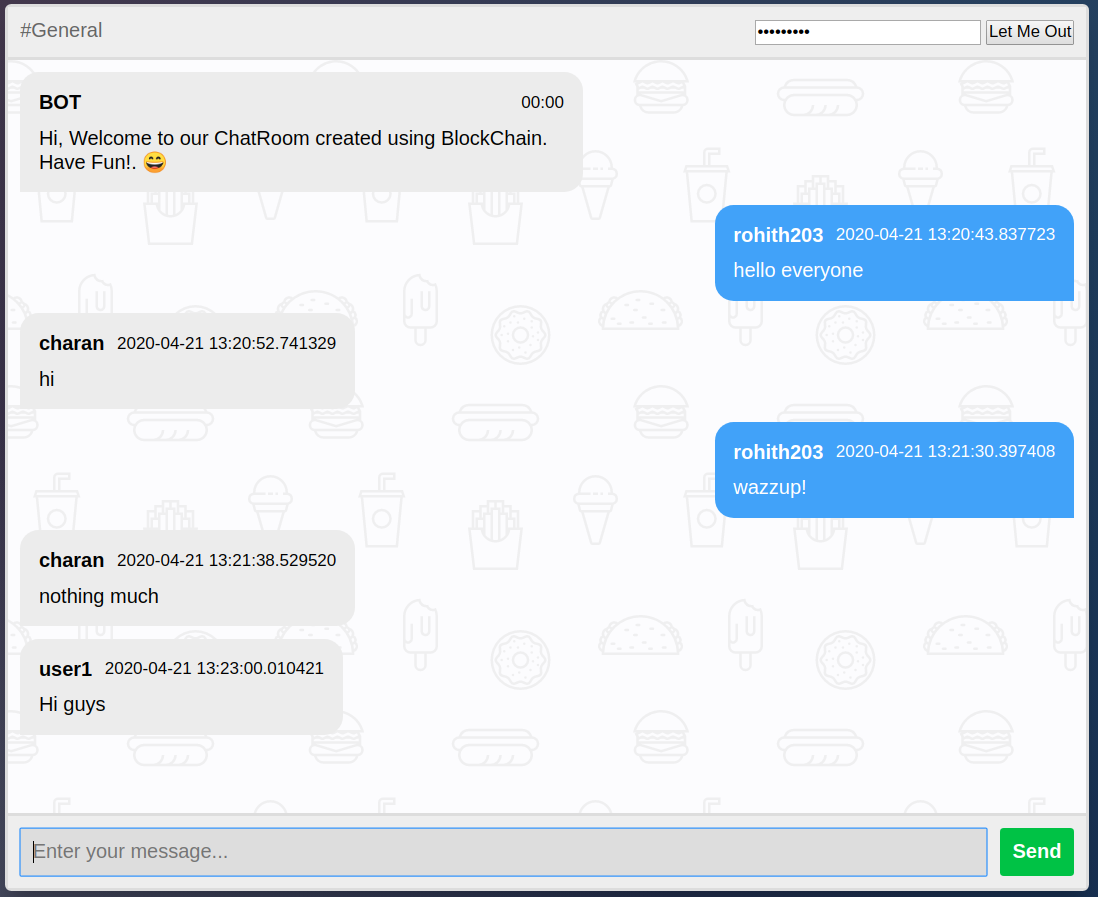 #General
•••••••••
Let Me Out
BOT 00:00
Hi, Welcome to our ChatRoom created using BlockChain.
Have Fun!. 😄
rohith203 2020-04-21 13:20:43.837723
hello everyone
charan 2020-04-21 13:20:52.741329
hi
rohith203 2020-04-21 13:21:30.397408
wazzup!
charan 2020-04-21 13:21:38.529520
nothing much
user1 2020-04-21 13:23:00.010421
Hi guys
Enter your message...
Send